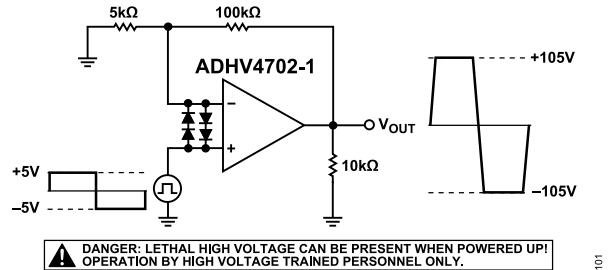 5kΩ
100kΩ
ADHV4702-1
−
+
VOUT
10kΩ
+5V
−5V
+105V
−105V
DANGER: LETHAL HIGH VOLTAGE CAN BE PRESENT WHEN POWERED UP!
OPERATION BY HIGH VOLTAGE TRAINED PERSONNEL ONLY.
101